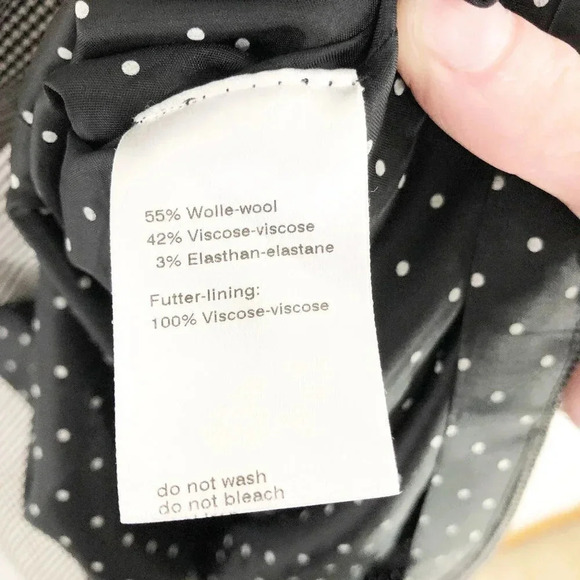 55% Wolle-wool
42% Viscose-viscose
3% Elasthan-elastane
Futter-lining:
100% Viscose-viscose
do not wash
do not bleach